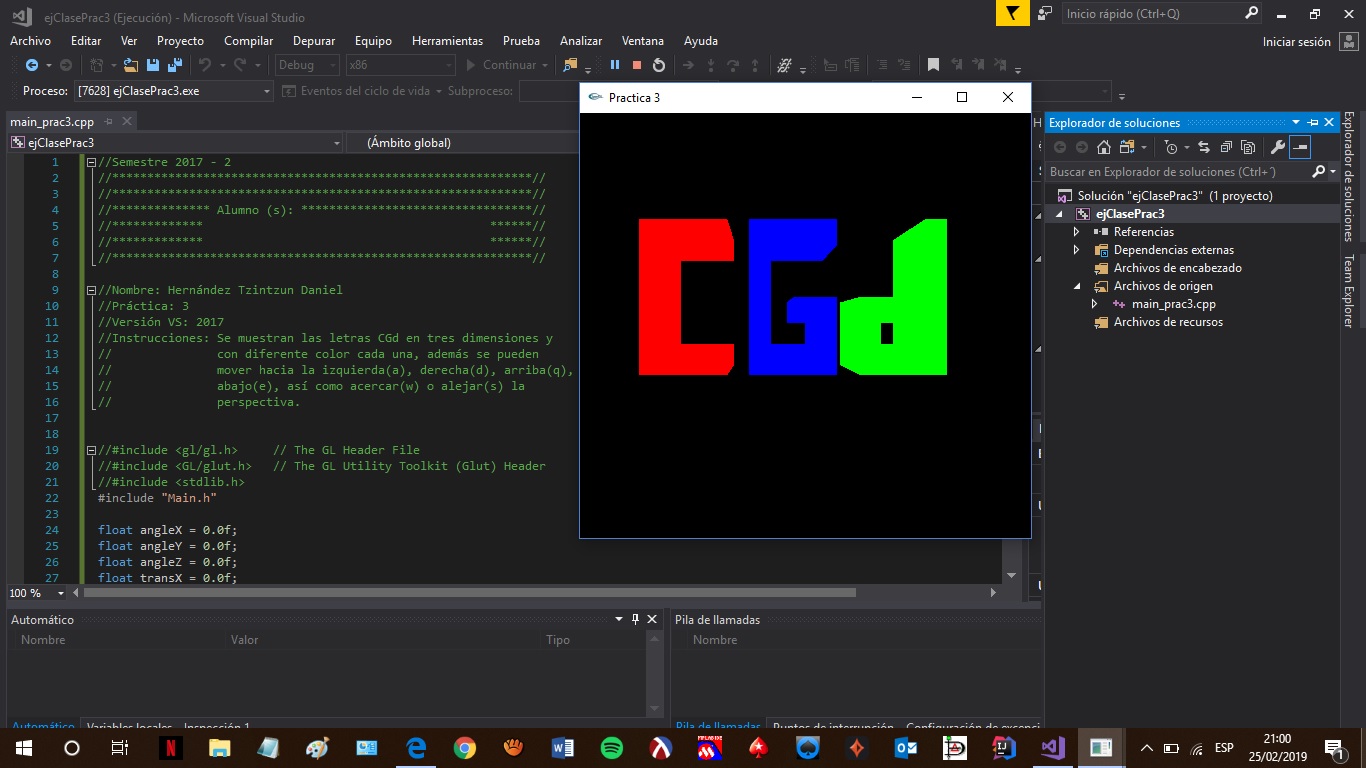 ejClasePrac3 (Ejecución) - Microsoft Visual Studio
Inicio rápido (Ctrl+Q)
Archivo Editar Ver Proyecto Compilar Depurar Equipo Herramientas Prueba Analizar Ventana Ayuda
Iniciar sesión
Debug x86 Continuar
Proceso: [7628] ejClasePrac3.exe Eventos del ciclo de vida Subproceso:
Practica 3
main_prac3.cpp
ejClasePrac3 (Ámbito global)
1 //Semestre 2017 - 2
2 //************************************************************//
3 //************************************************************//
4 //************** Alumno (s): *********************************//
5 //************* ******//
6 //************* ******//
7 //************************************************************//
8
9 //Nombre: Hernández Tzintzun Daniel
10 //Práctica: 3
11 //Versión VS: 2017
12 //Instrucciones: Se muestran las letras CGd en tres dimensiones y
13 // con diferente color cada una, además se pueden
14 // mover hacia la izquierda(a), derecha(d), arriba(q),
15 // abajo(e), así como acercar(w) o alejar(s) la
16 // perspectiva.
17
18
19 //#include <gl/gl.h> // The GL Header File
20 //#include <GL/glut.h> // The GL Utility Toolkit (Glut) Header
21 //#include <stdlib.h>
22 #include "Main.h"
23
24 float angleX = 0.0f;
25 float angleY = 0.0f;
26 float angleZ = 0.0f;
27 float transX = 0.0f;
100 %
CGd
Explorador de soluciones
Buscar en Explorador de soluciones (Ctrl+´)
Solución "ejClasePrac3" (1 proyecto)
ejClasePrac3
Referencias
Dependencias externas
Archivos de encabezado
Archivos de origen
main_prac3.cpp
Archivos de recursos
Explorador de soluciones
Team Explorer
Automático
Nombre Valor Tipo
Automático Variables locales Inspección 1
Pila de llamadas
Nombre
Pila de llamadas Puntos de interrupción Configuración de excepci
ESP
21:00
25/02/2019
1